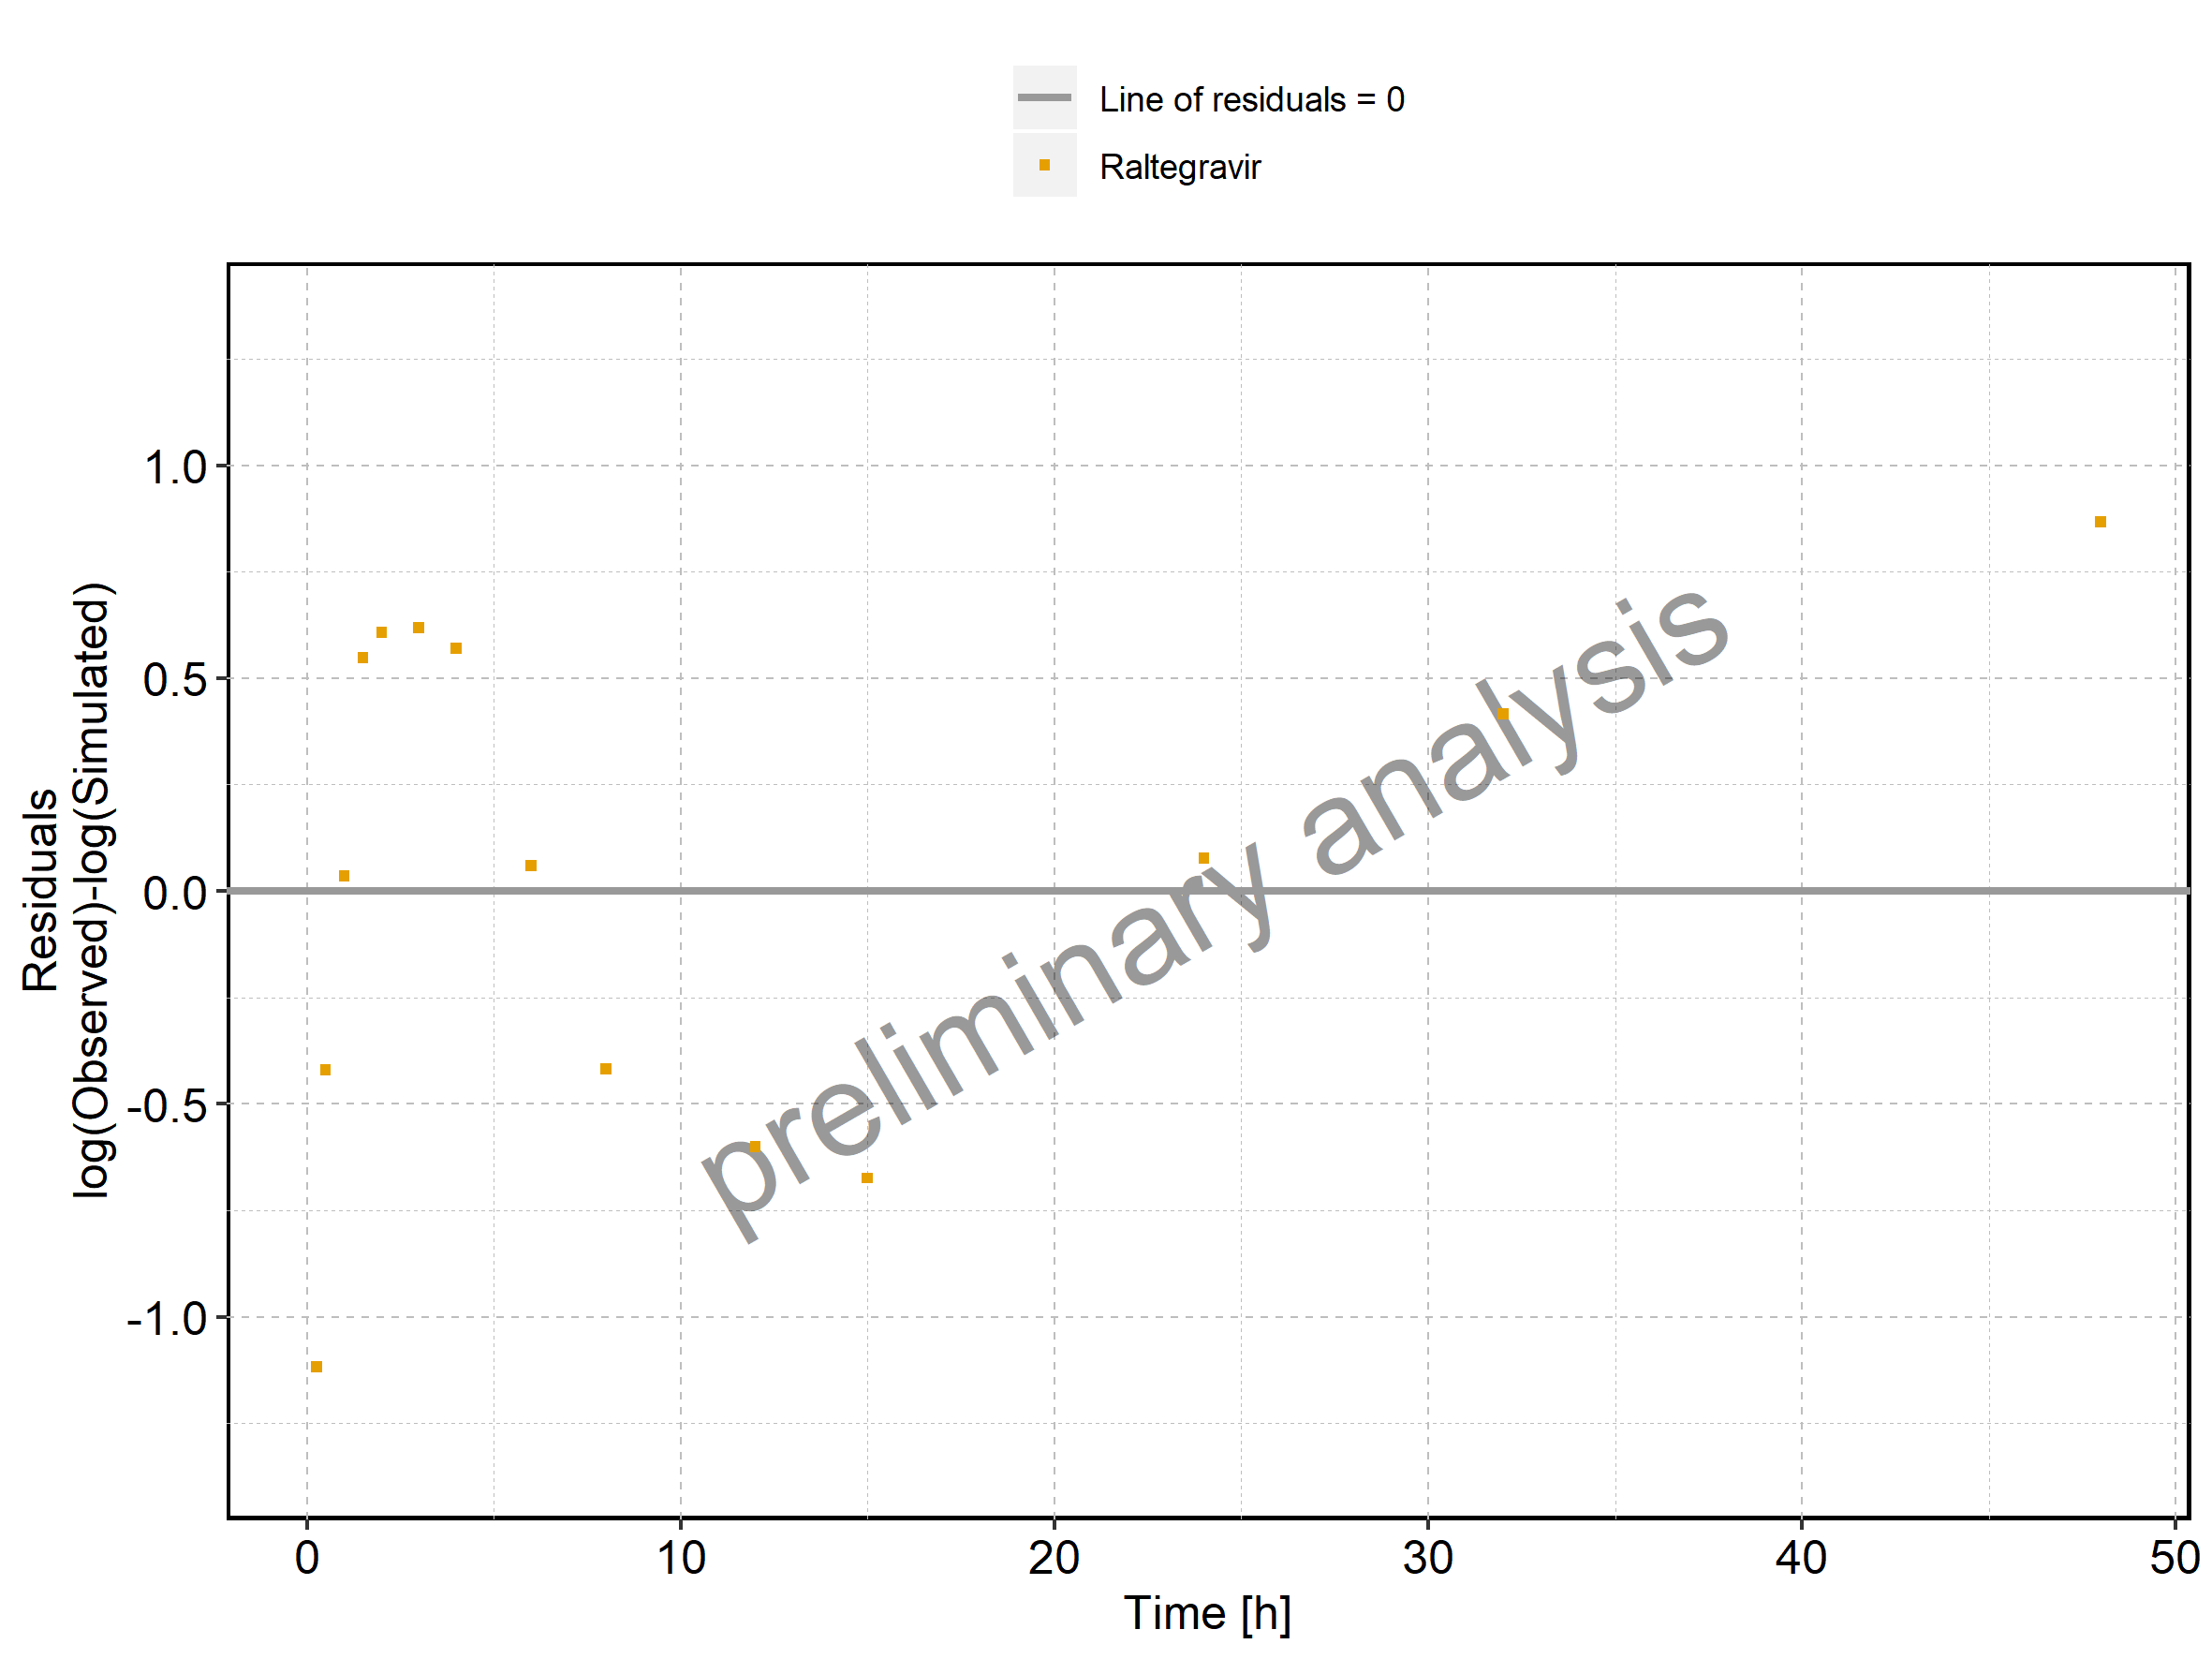 Line of residuals = 0
Raltegravir
Residuals
log(Observed)-log(Simulated)
1.0
0.5
0.0
-0.5
-1.0
preliminary analysis
0 10 20 30 40 50
Time [h]